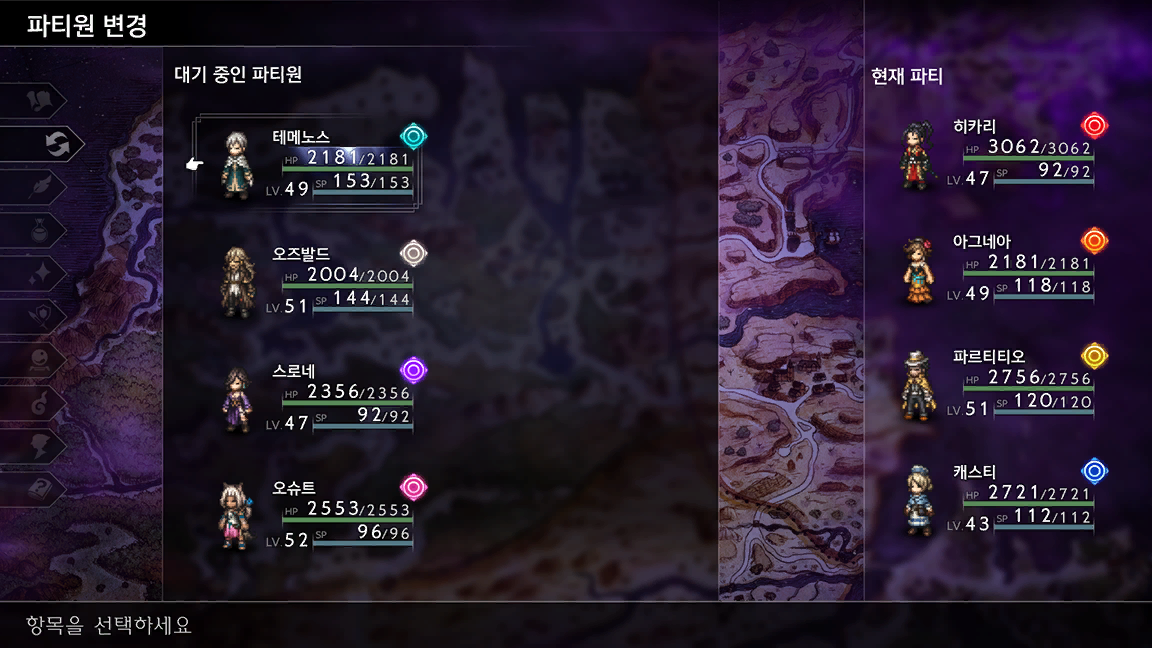 파티원 변경
대기 중인 파티원
테메노스
HP 2181/2181
LV.49 SP 153/153
오즈발드
HP 2004/2004
LV.51 SP 144/144
스로네
HP 2356/2356
LV.47 SP 92/92
오슈트
HP 2553/2553
LV.52 SP 96/96
현재 파티
히카리
HP 3062/3062
LV.47 SP 92/92
아그네아
HP 2181/2181
LV.49 SP 118/118
파르티티오
HP 2756/2756
LV.51 SP 120/120
캐스티
HP 2721/2721
LV.43 SP 112/112
항목을 선택하세요